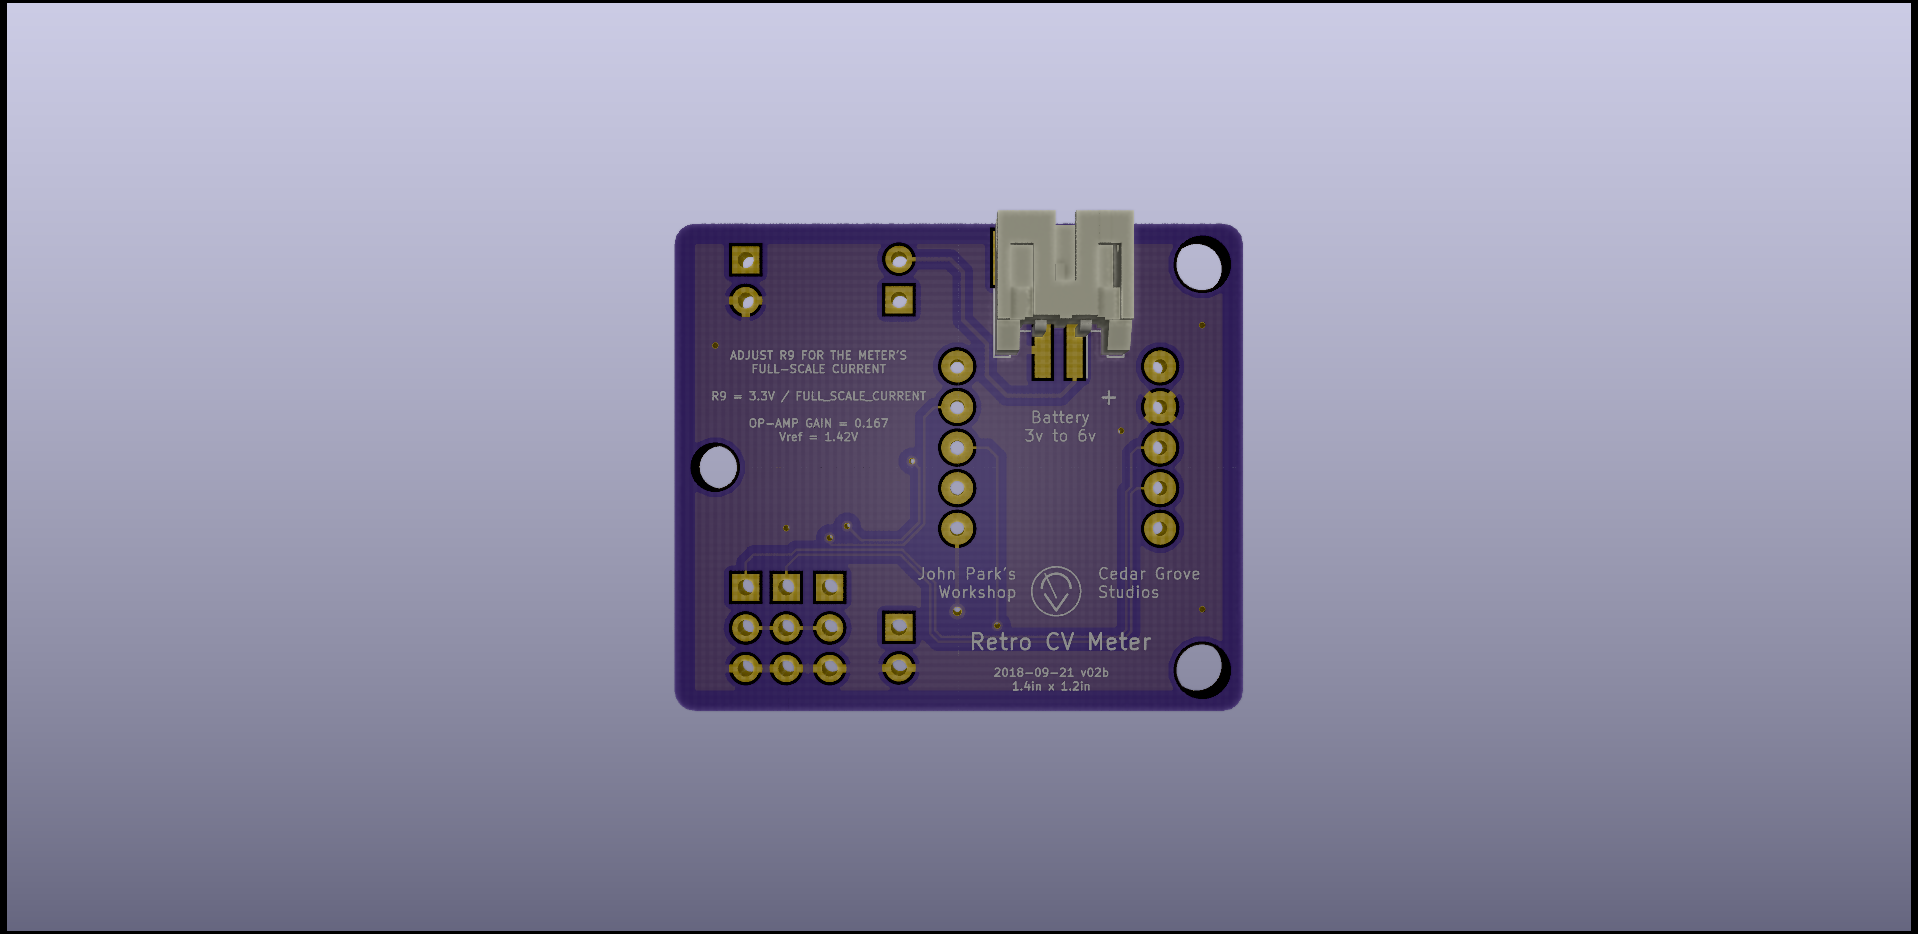 ADJUST R9 FOR THE METER'S
FULL-SCALE CURRENT
R9 = 3.3V / FULL_SCALE_CURRENT
OP-AMP GAIN = 0.167
Vref = 1.42V
+
Battery
3v to 6v
John Park's
Workshop
Cedar Grove
Studios
Retro CV Meter
2018-09-21 v02b
1.4in x 1.2in